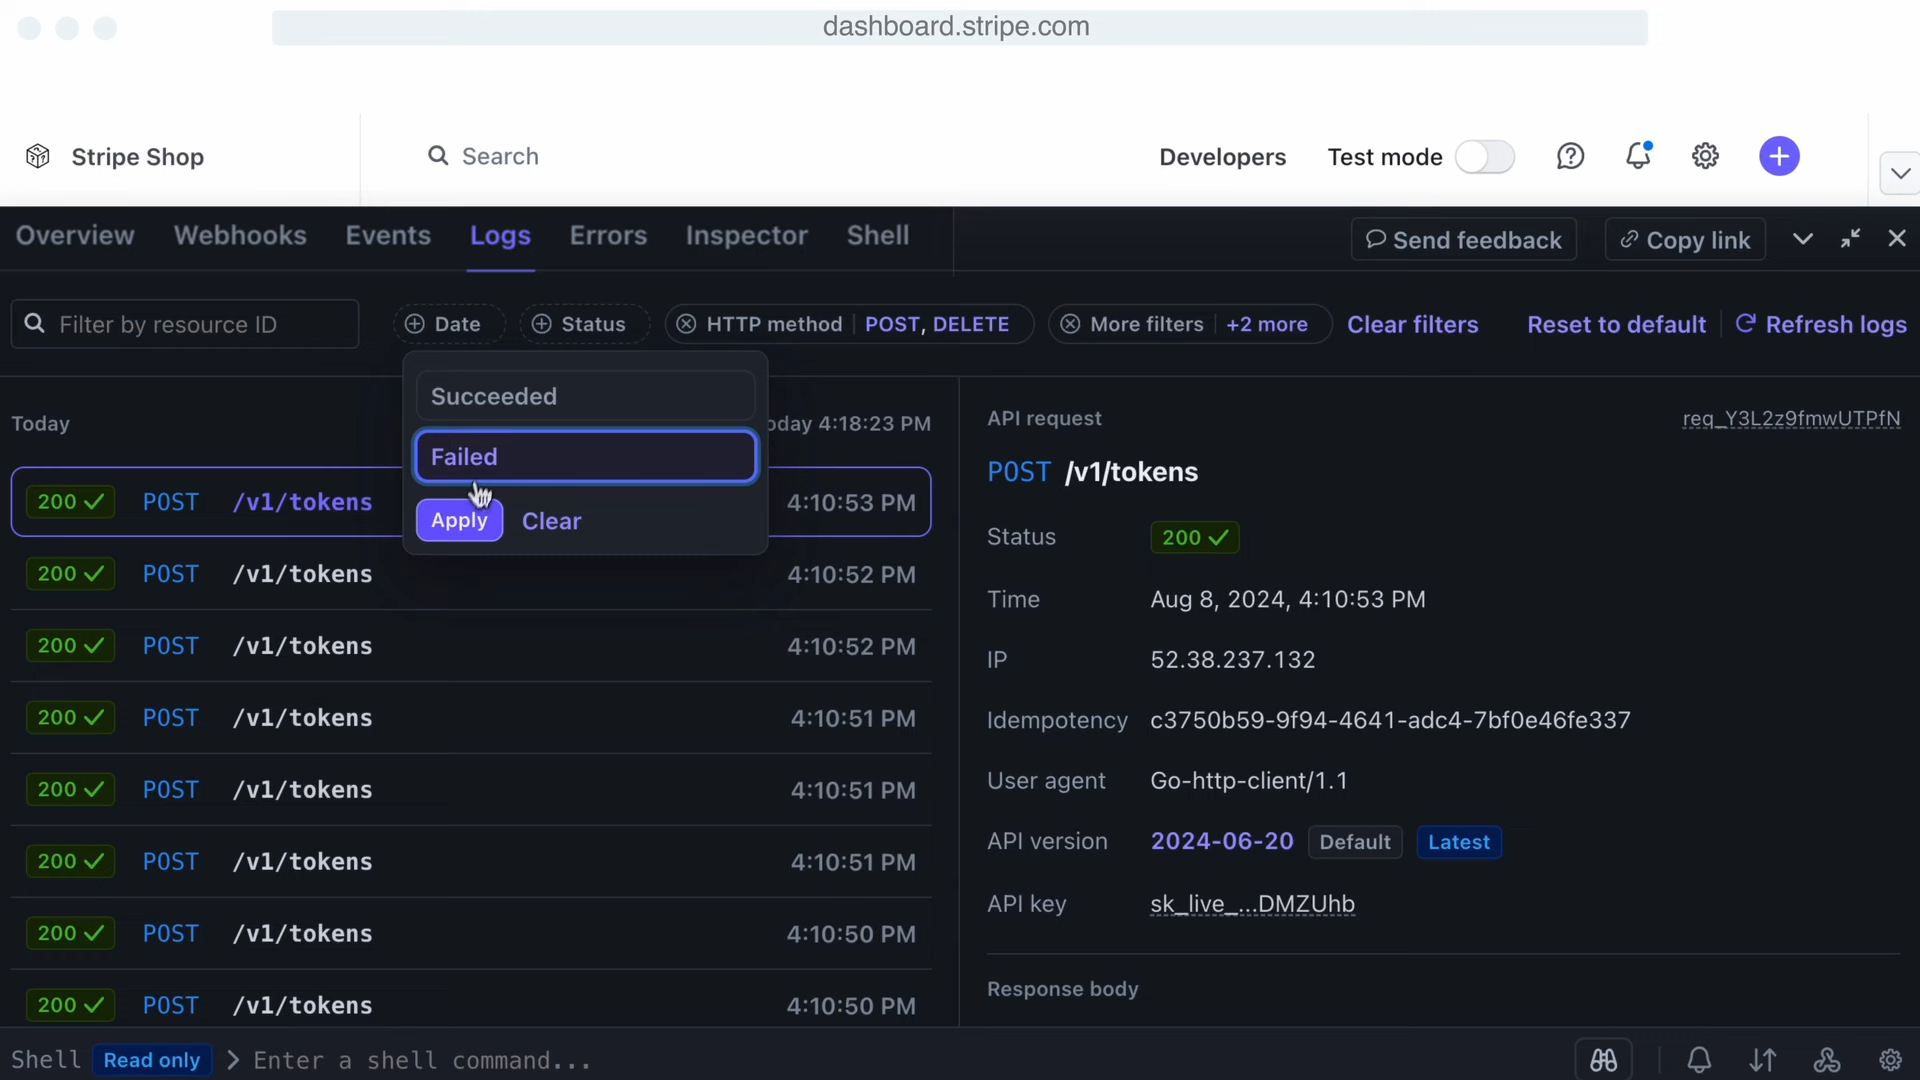 dashboard.stripe.com
Stripe Shop
Search
Developers
Test mode
Overview Webhooks Events Logs Errors Inspector Shell
Send feedback
Copy link
Filter by resource ID
Date
Status
HTTP method POST, DELETE
More filters +2 more
Clear filters
Reset to default
Refresh logs
Succeeded
Failed
Apply Clear
Today
4:18:23 PM
200 POST /v1/tokens 4:10:53 PM
200 POST /v1/tokens 4:10:52 PM
200 POST /v1/tokens 4:10:52 PM
200 POST /v1/tokens 4:10:51 PM
200 POST /v1/tokens 4:10:51 PM
200 POST /v1/tokens 4:10:51 PM
200 POST /v1/tokens 4:10:50 PM
200 POST /v1/tokens 4:10:50 PM
API request req_Y3L2z9fmwUTPfN
POST /v1/tokens
Status 200
Time Aug 8, 2024, 4:10:53 PM
IP 52.38.237.132
Idempotency c3750b59-9f94-4641-adc4-7bf0e46fe337
User agent Go-http-client/1.1
API version 2024-06-20 Default Latest
API key sk_live_...DMZUhb
Response body
Shell Read only Enter a shell command...